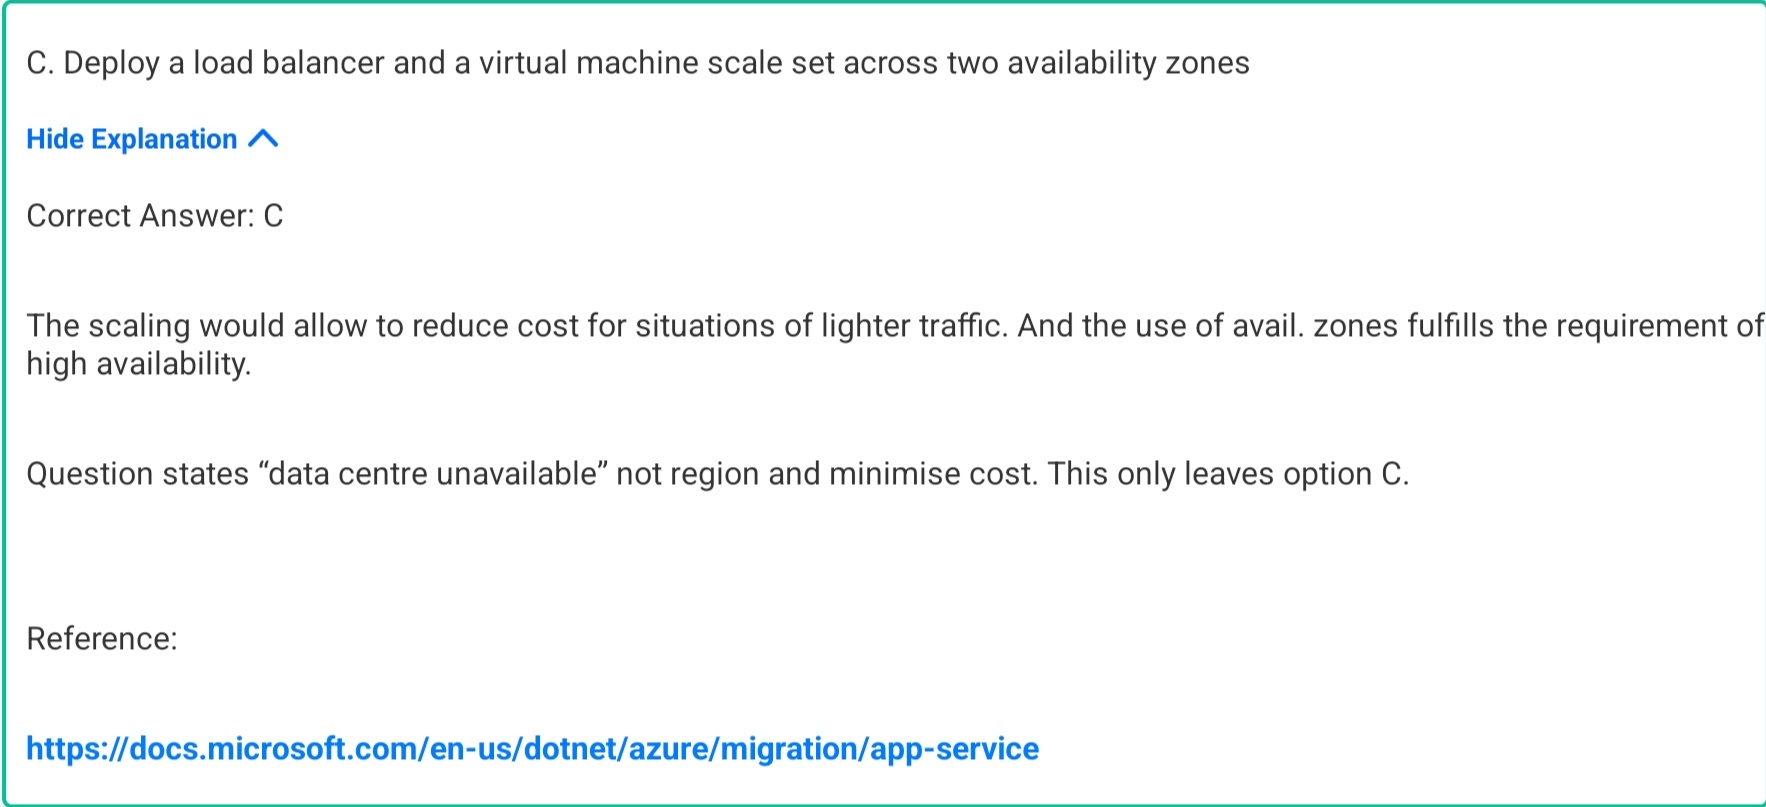 C. Deploy a load balancer and a virtual machine scale set across two availability zones
Hide Explanation
Correct Answer: C
The scaling would allow to reduce cost for situations of lighter traffic. And the use of avail. zones fulfills the requirement of
high availability.
Question states “data centre unavailable” not region and minimise cost. This only leaves option C.
Reference:
https://docs.microsoft.com/en-us/dotnet/azure/migration/app-service